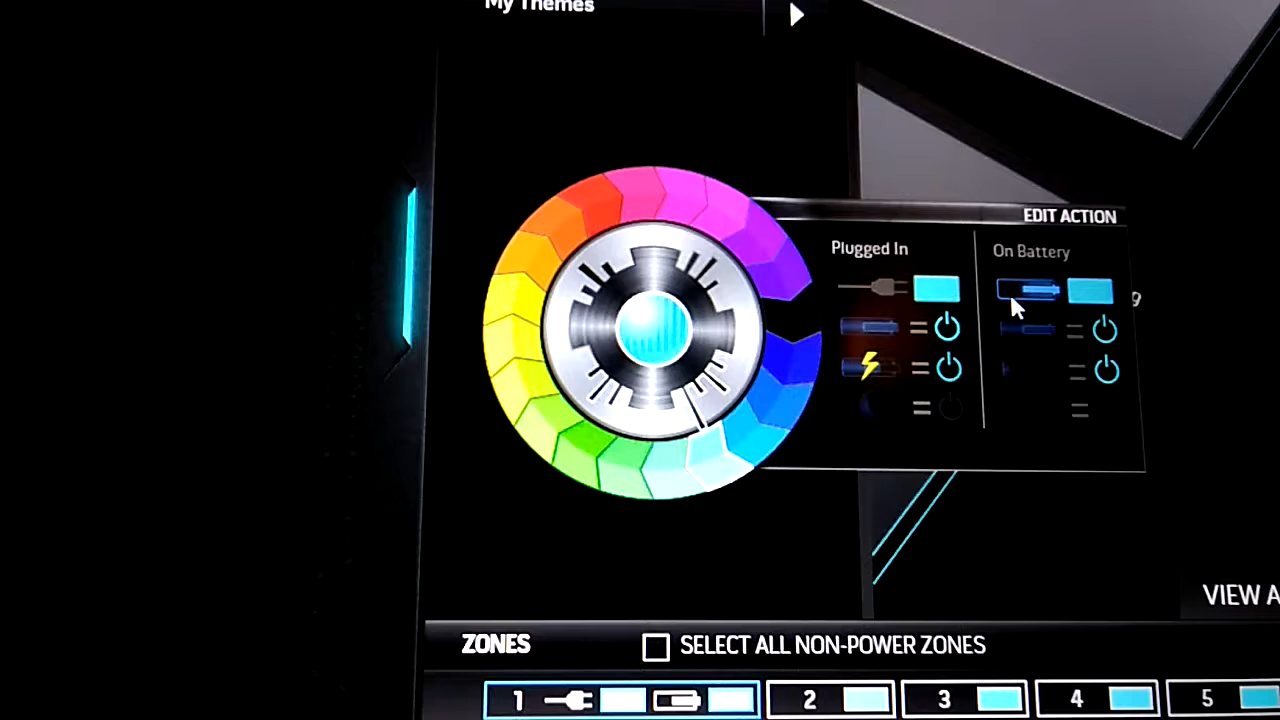 My Themes
EDIT ACTION
Plugged In
On Battery
9
VIEW A
ZONES
SELECT ALL NON-POWER ZONES
1
2
3
4
5